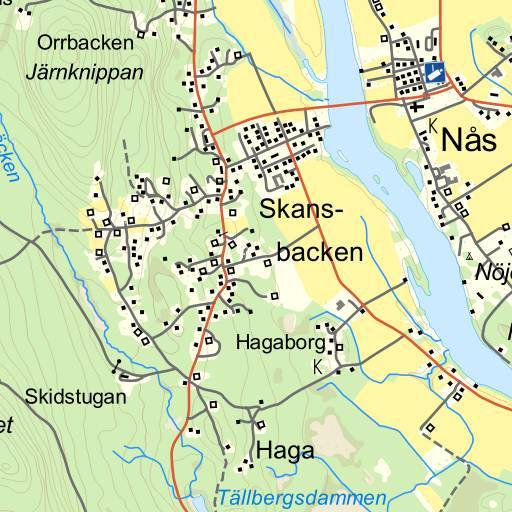 Orrbacken
Järnknippan
äcken
K
Nås
Skans-
backen
Nöj
Hagaborg
K
Skidstugan
et
Haga
Tällbergsdammen